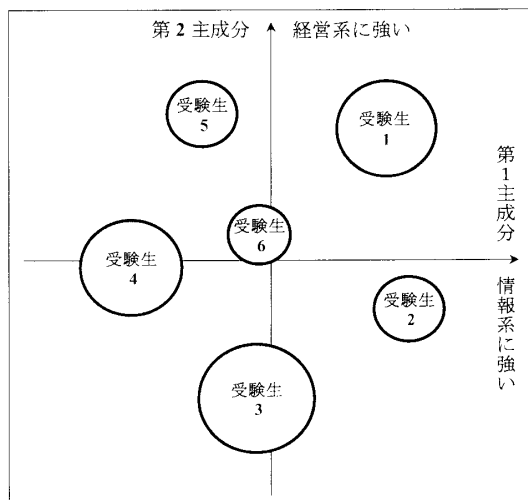 第2主成分
経営系に強い
受験生
5
受験生
1
第1主成分
受験生
6
受験生
4
情報系に強い
受験生
2
受験生
3